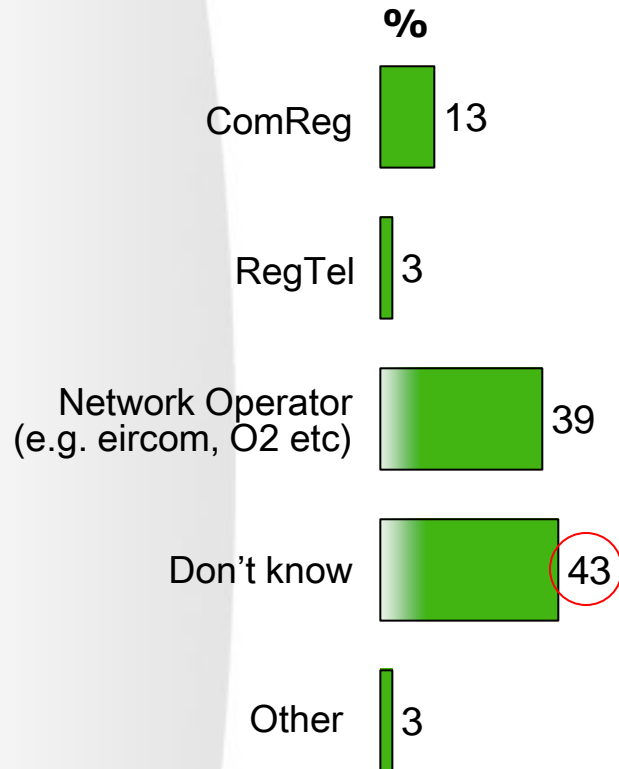 %
ComReg 13
RegTel 3
Network Operator
(e.g. eircom, O2 etc) 39
Don’t know 43
Other 3